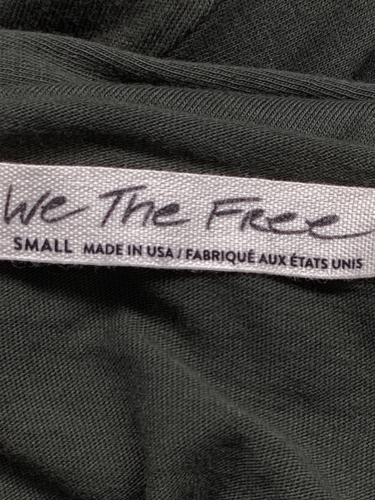 We The Free
SMALL MADE IN USA / FABRIQUÉ AUX ÉTATS UNIS